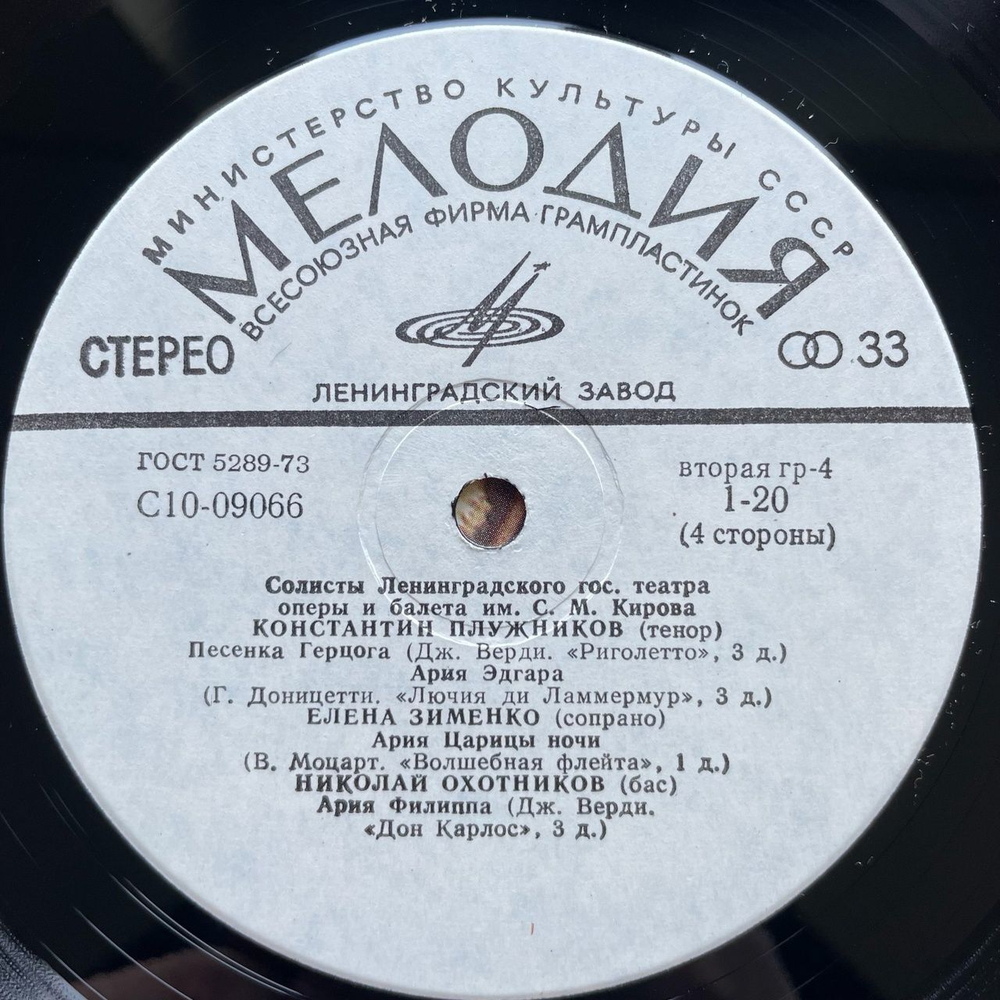 МИНИСТЕРСТВО КУЛЬТУРЫ СССР
МЕЛОДИЯ
ВСЕСОЮЗНАЯ ФИРМА ГРАМПЛАСТИНОК
СТЕРЕО
33
ЛЕНИНГРАДСКИЙ ЗАВОД
ГОСТ 5289-73
вторая гр-4
С10-09066
1-20
(4 стороны)
Солисты Ленинградского гос. театра
оперы и балета им. С. М. Кирова
КОНСТАНТИН ПЛУЖНИКОВ (тенор)
Песенка Герцога (Дж. Верди. «Риголетто», 3 д.)
Ария Эдгара
(Г. Доницетти. «Лючия ди Ламмермур», 3 д.)
ЕЛЕНА ЗИМЕНКО (сопрано)
Ария Царицы ночи
(В. Моцарт. «Волшебная флейта», 1 д.)
НИКОЛАЙ ОХОТНИКОВ (бас)
Ария Филиппа (Дж. Верди.
«Дон Карлос», 3 д.)